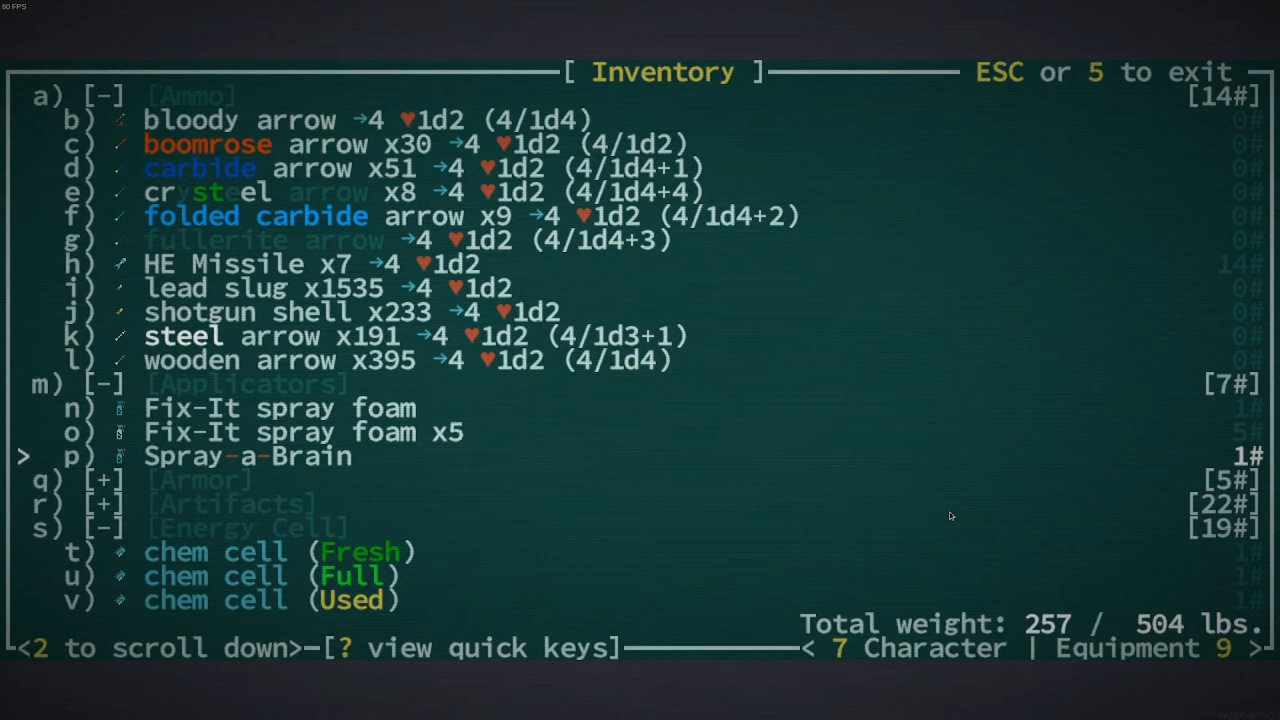 60 FPS
[ Inventory ] ESC or 5 to exit
a) [-] [Ammo] [14#]
b) bloody arrow →4 ♥1d2 (4/1d4) 0#
c) boomrose arrow x30 →4 ♥1d2 (4/1d2) 0#
d) carbide arrow x51 →4 ♥1d2 (4/1d4+1) 0#
e) crysteel arrow x8 →4 ♥1d2 (4/1d4+4) 0#
f) folded carbide arrow x9 →4 ♥1d2 (4/1d4+2) 0#
g) fullerite arrow →4 ♥1d2 (4/1d4+3) 0#
h) HE Missile x7 →4 ♥1d2 14#
i) lead slug x1535 →4 ♥1d2 0#
j) shotgun shell x233 →4 ♥1d2 0#
k) steel arrow x191 →4 ♥1d2 (4/1d3+1) 0#
l) wooden arrow x395 →4 ♥1d2 (4/1d4) 0#
m) [-] [Applicators] [7#]
n) Fix-It spray foam 1#
o) Fix-It spray foam x5 5#
> p) Spray-a-Brain 1#
q) [+] [Armor] [5#]
r) [+] [Artifacts] [22#]
s) [-] [Energy Cell] [19#]
t) chem cell (Fresh) 1#
u) chem cell (Full) 1#
v) chem cell (Used) 1#
Total weight: 257 / 504 lbs.
<2 to scroll down> [? view quick keys] < 7 Character | Equipment 9 >